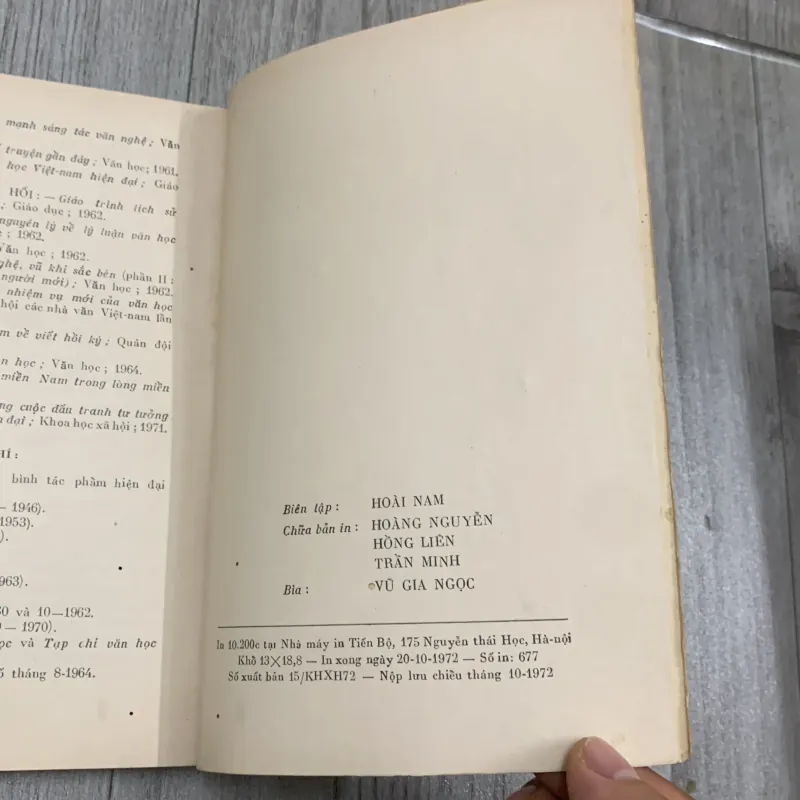 mạnh sáng tác văn nghệ; Văn
truyện gần đây; Văn học; 1961.
học Việt-nam hiện đại; Giáo
HỐI: — Giáo trình lịch sử
; Giáo dục; 1962.
nguyên lý về lý luận văn học
; 1962.
Văn học; 1962.
nghệ, vũ khí sắc bén (phần II:
người mới); Văn học; 1962.
nhiệm vụ mới của văn học
hội các nhà văn Việt-nam lần
về viết hồi ký; Quân đội
học; Văn học; 1964.
miền Nam trong lòng miền
cuộc đấu tranh tư tưởng
đại; Khoa học xã hội; 1971.
HÍ:
bình tác phẩm hiện đại
— 1946).
1953).
).
963).
60 và 10—1962.
— 1970).
học và Tạp chí văn học
số tháng 8-1964.
Biên tập: HOÀI NAM
Chữa bản in: HOÀNG NGUYỄN
HỒNG LIÊN
TRẦN MINH
Bìa: VŨ GIA NGỌC
In 10.200c tại Nhà máy in Tiến Bộ, 175 Nguyễn thái Học, Hà-nội
Khổ 13×18,8 — In xong ngày 20-10-1972 — Số in: 677
Số xuất bản 15/KHXH72 — Nộp lưu chiểu tháng 10-1972